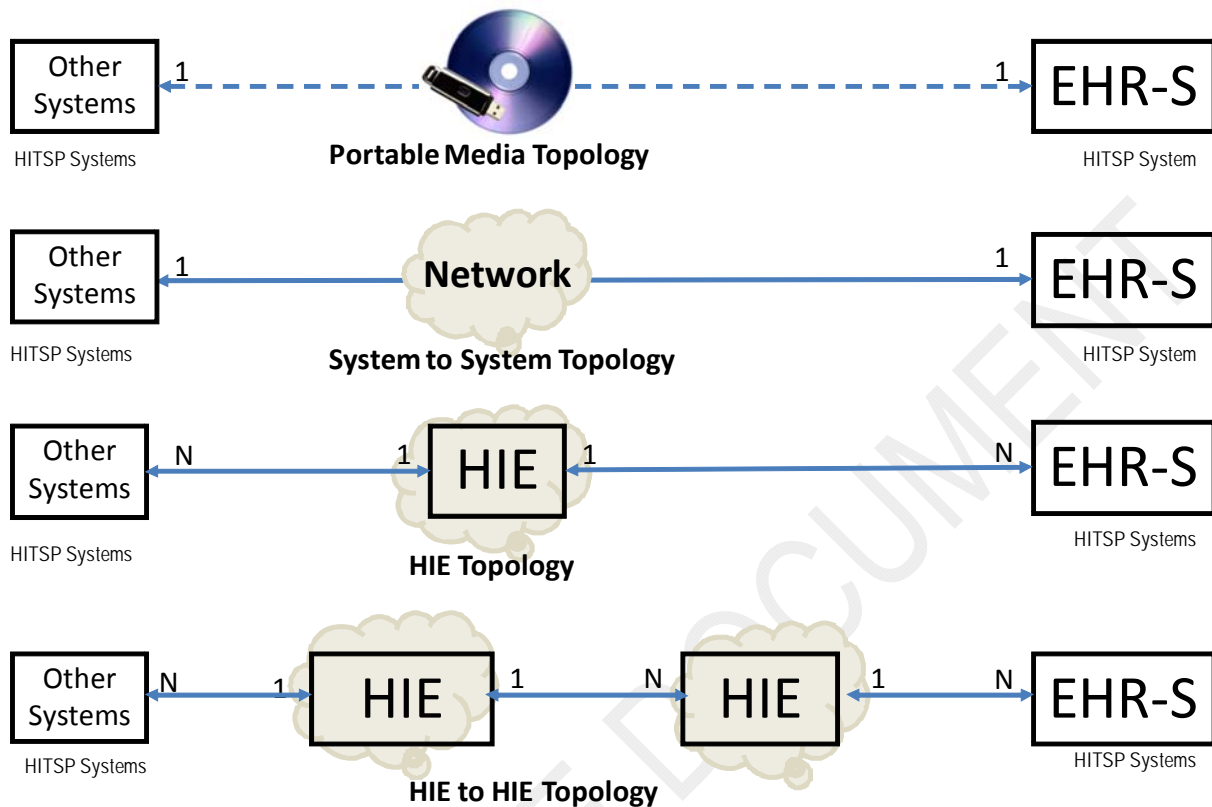 Other
Systems
1
1
EHR-S
HITSP Systems
Portable Media Topology
HITSP System
Other
Systems
1
Network
1
EHR-S
HITSP Systems
System to System Topology
HITSP System
Other
Systems
N
1
HIE
1
N
EHR-S
HITSP Systems
HIE Topology
HITSP Systems
Other
Systems
N
1
HIE
1
N
HIE
1
N
EHR-S
HITSP Systems
HIE to HIE Topology
HITSP Systems
DOCUMENT